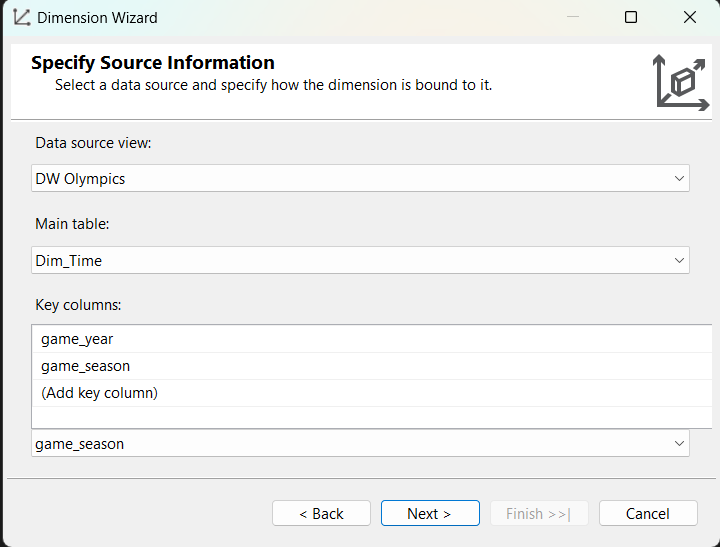 Dimension Wizard
Specify Source Information
Select a data source and specify how the dimension is bound to it.
Data source view:
DW Olympics
Main table:
Dim_Time
Key columns:
game_year
game_season
(Add key column)
game_season
< Back
Next >
Finish >>|
Cancel